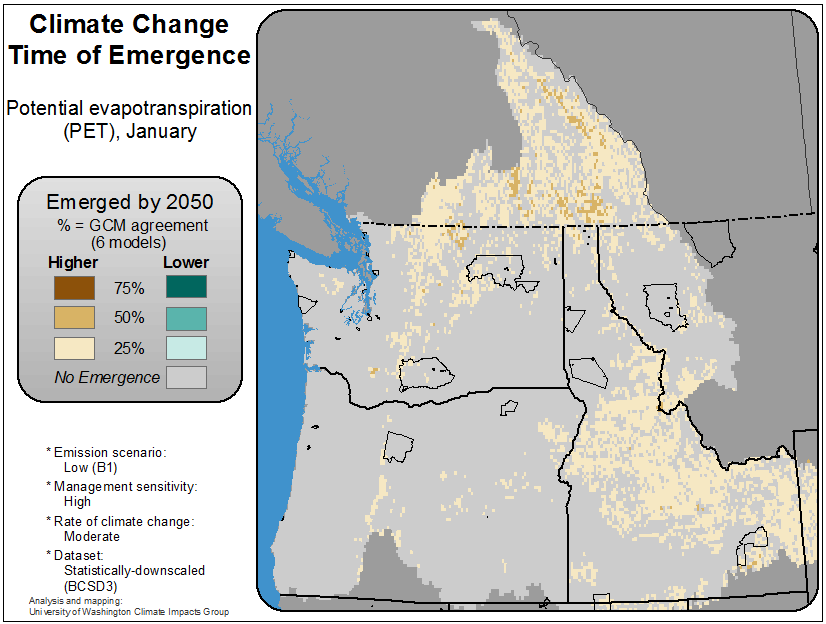 Climate Change
Time of Emergence
Potential evapotranspiration
(PET), January
Emerged by 2050
% = GCM agreement
(6 models)
Higher Lower
75%
50%
25%
No Emergence
* Emission scenario:
Low (B1)
* Management sensitivity:
High
* Rate of climate change:
Moderate
* Dataset:
Statistically-downscaled
(BCSD3)
Analysis and mapping:
University of Washington Climate Impacts Group